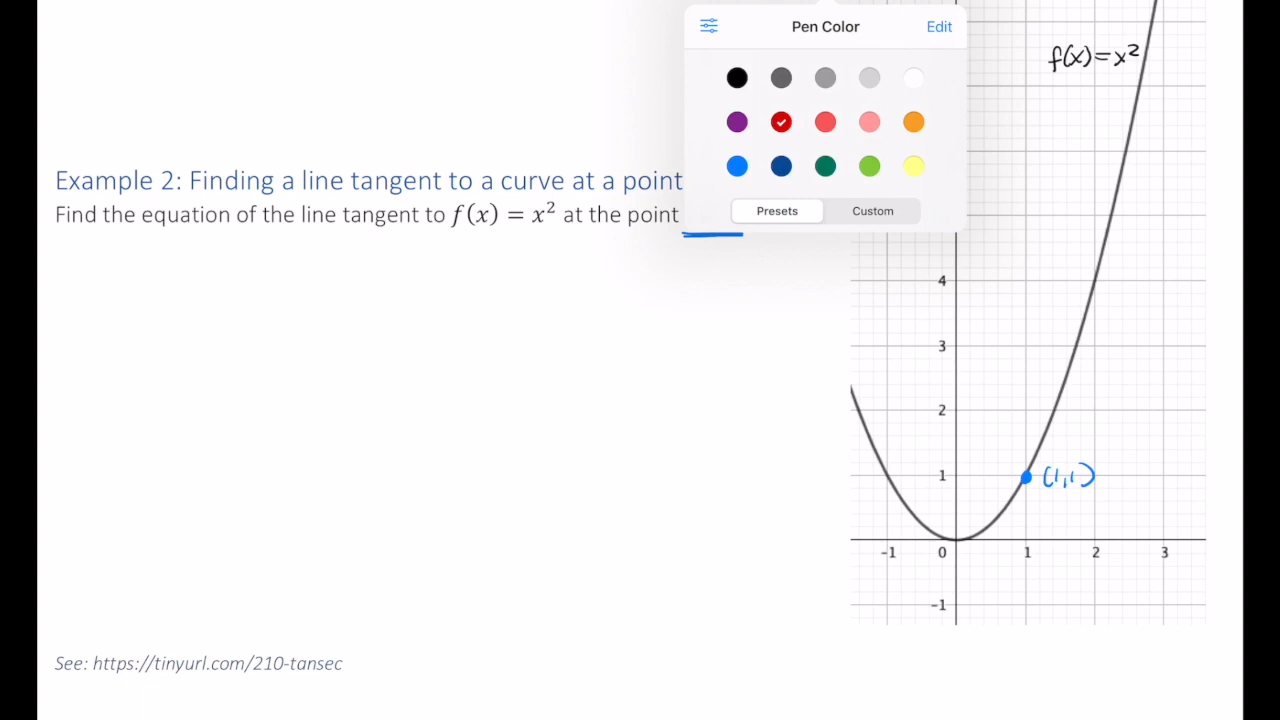 Pen Color
Edit
Presets
Custom
f(x)=x²
Example 2: Finding a line tangent to a curve at a point
Find the equation of the line tangent to f(x) = x² at the point
4
3
2
1
(1,1)
-1
0
1
2
3
-1
See: https://tinyurl.com/210-tansec